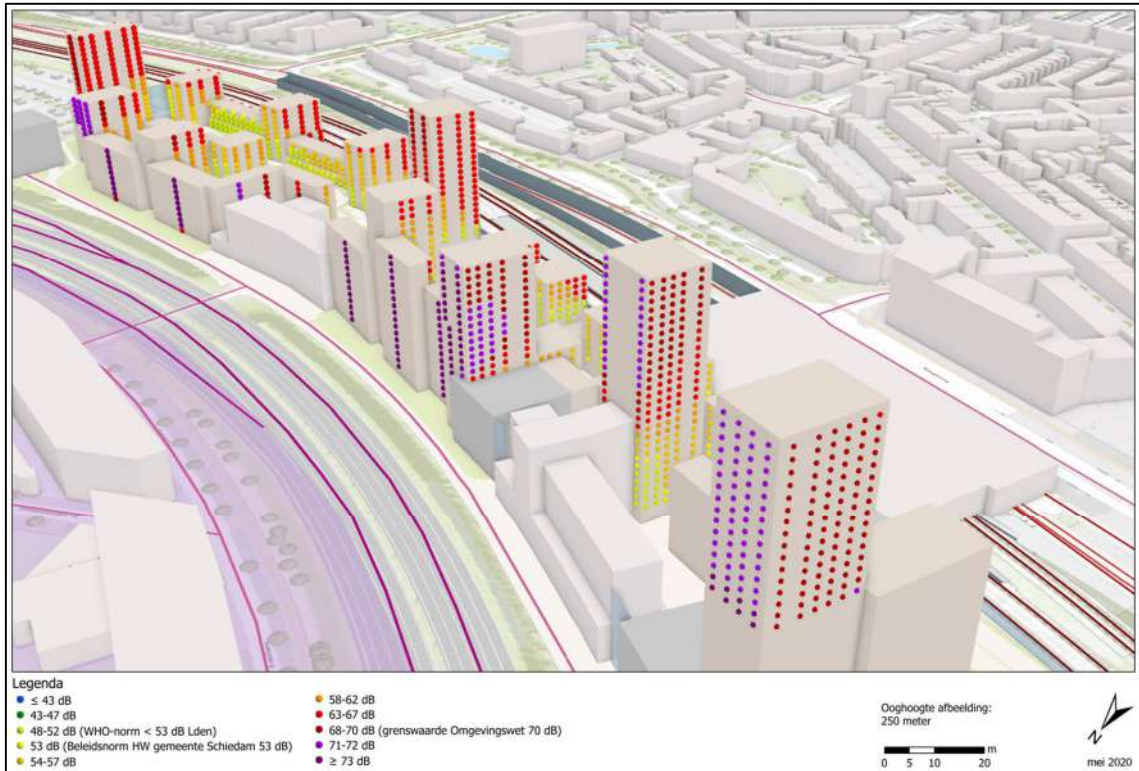 Legenda
≤ 43 dB
43-47 dB
48-52 dB (WHO-norm < 53 dB Lden)
53 dB (Beleidsnorm HW gemeente Schiedam 53 dB)
54-57 dB
58-62 dB
63-67 dB
68-70 dB (grenswaarde Omgevingswet 70 dB)
71-72 dB
≥ 73 dB
Ooghoogte afbeelding:
250 meter
N
m
0 5 10 20
mei 2020